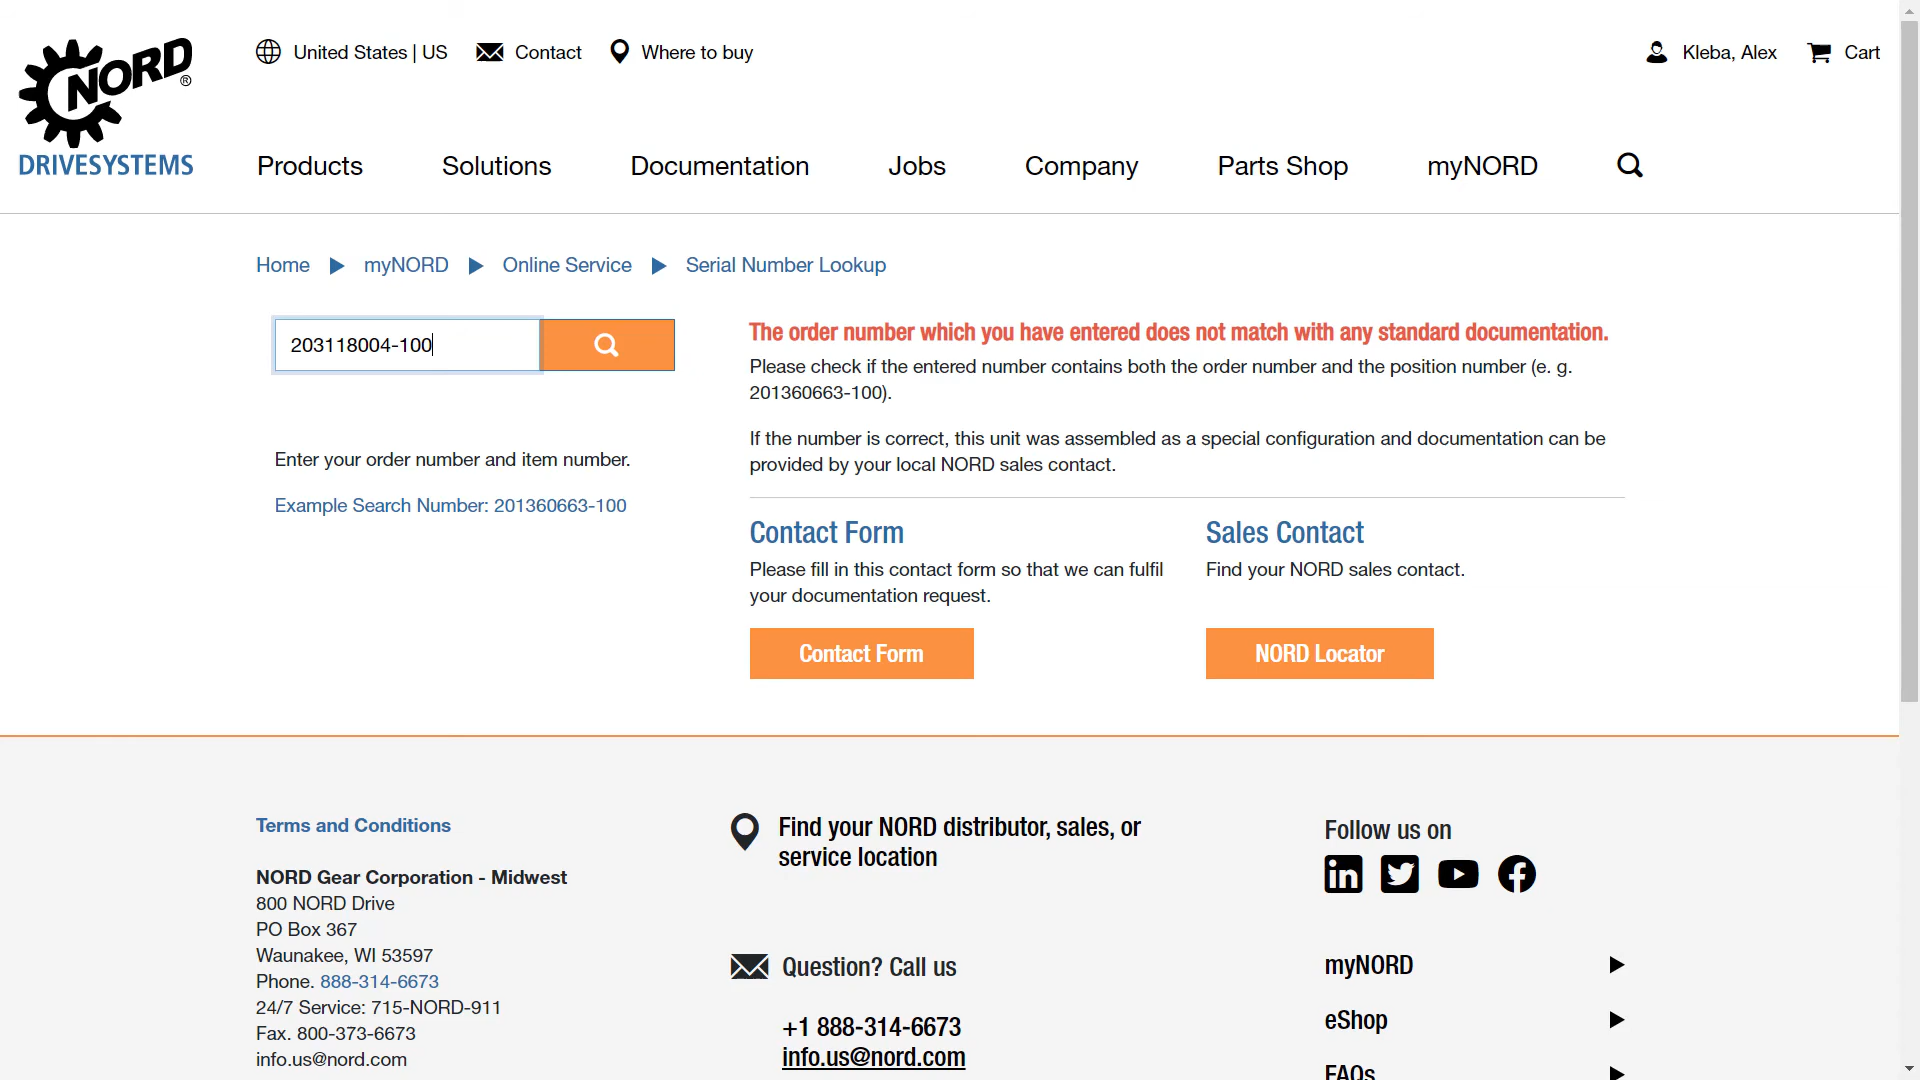 NORD®
DRIVESYSTEMS
United States | US
Contact
Where to buy
Kleba, Alex
Cart
Products
Solutions
Documentation
Jobs
Company
Parts Shop
myNORD
Home
myNORD
Online Service
Serial Number Lookup
203118004-100
Enter your order number and item number.
Example Search Number: 201360663-100
The order number which you have entered does not match with any standard documentation.
Please check if the entered number contains both the order number and the position number (e. g.
201360663-100).
If the number is correct, this unit was assembled as a special configuration and documentation can be
provided by your local NORD sales contact.
Contact Form
Please fill in this contact form so that we can fulfil
your documentation request.
Contact Form
Sales Contact
Find your NORD sales contact.
NORD Locator
Terms and Conditions
NORD Gear Corporation - Midwest
800 NORD Drive
PO Box 367
Waunakee, WI 53597
Phone. 888-314-6673
24/7 Service: 715-NORD-911
Fax. 800-373-6673
info.us@nord.com
Find your NORD distributor, sales, or
service location
Question? Call us
+1 888-314-6673
info.us@nord.com
Follow us on
myNORD
eShop
FAQs